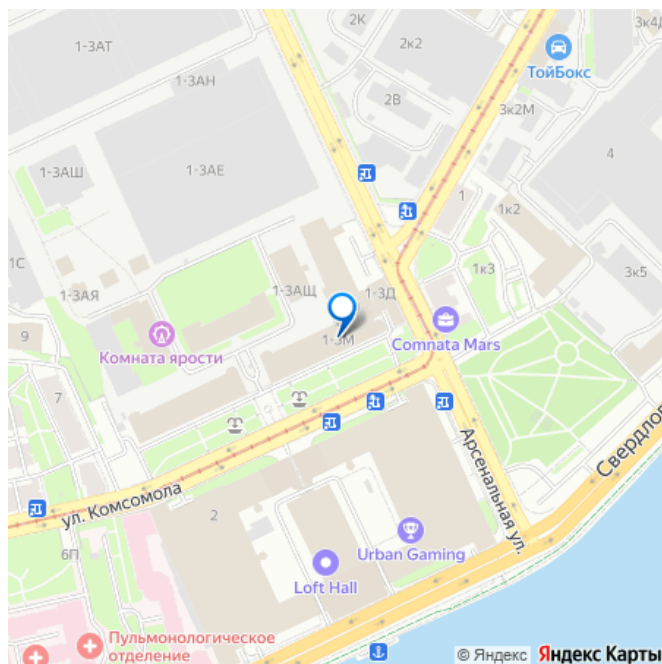 2К
3к4Д
1-3АТ
2к2
ТойБокс
1-3АН
2В
3к2М
4
1-3АЕ
1-3АШ
1
1к2
1С
1к3
3к5
1-3АЩ
1-3Д
1-3АЯ
9
1-3М
Комната ярости
Comnata Mars
7
Свердлов
Арсенальная ул.
ул. Комсомола
2
6П
Urban Gaming
Loft Hall
Пульмонологическое
отделение
© Яндекс Яндекс Карты